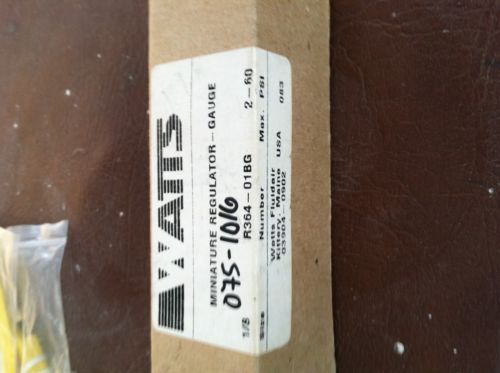 WATTS
MINIATURE REGULATOR-GAUGE
075-1016
1/8 R364-01BG 2-60
Size Number Max. PSI
Watts Fluidair
Kittery, Maine USA 083
03904-0902